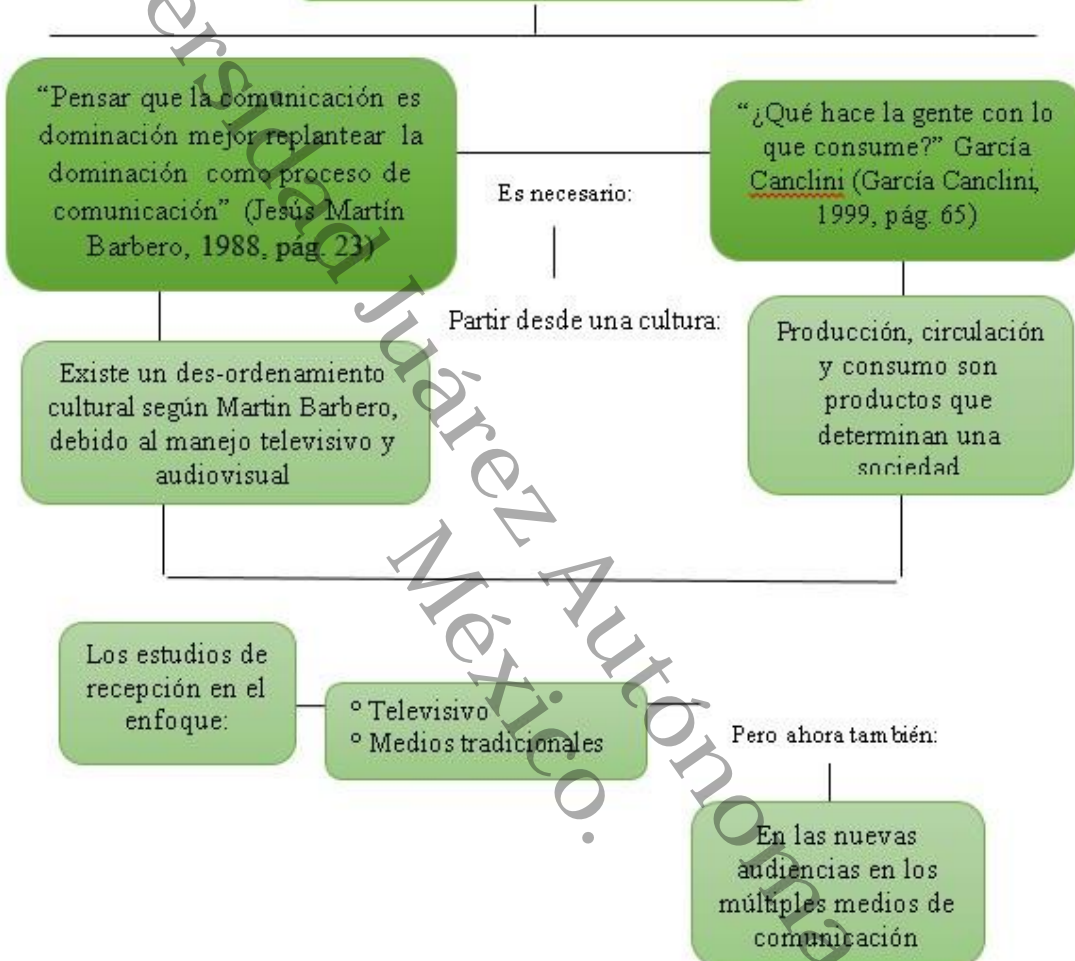 “Pensar que la comunicación es
dominación mejor replantear la
dominación como proceso de
comunicación” (Jesús Martín
Barbero, 1988, pág. 23)
“¿Qué hace la gente con lo
que consume?” García
Canclini (García Canclini,
1999, pág. 65)
Es necesario:
Partir desde una cultura:
Existe un des-ordenamiento
cultural según Martin Barbero,
debido al manejo televisivo y
audiovisual
Producción, circulación
y consumo son
productos que
determinan una
sociedad
Los estudios de
recepción en el
enfoque:
° Televisivo
° Medios tradicionales
Pero ahora también:
En las nuevas
audiencias en los
múltiples medios de
comunicación
ersidad Juárez Autónoma
México.